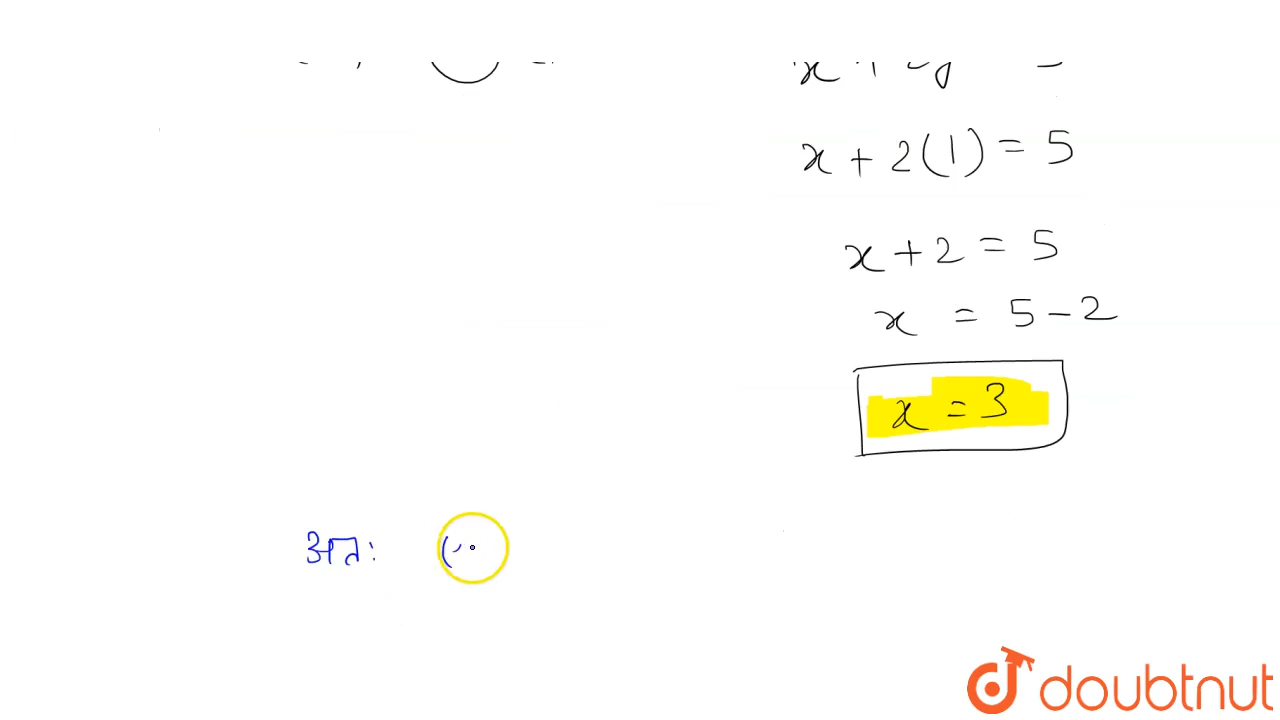 x + 2(1) = 5
x + 2 = 5
x = 5 - 2
x = 3
अतः (
doubtnut